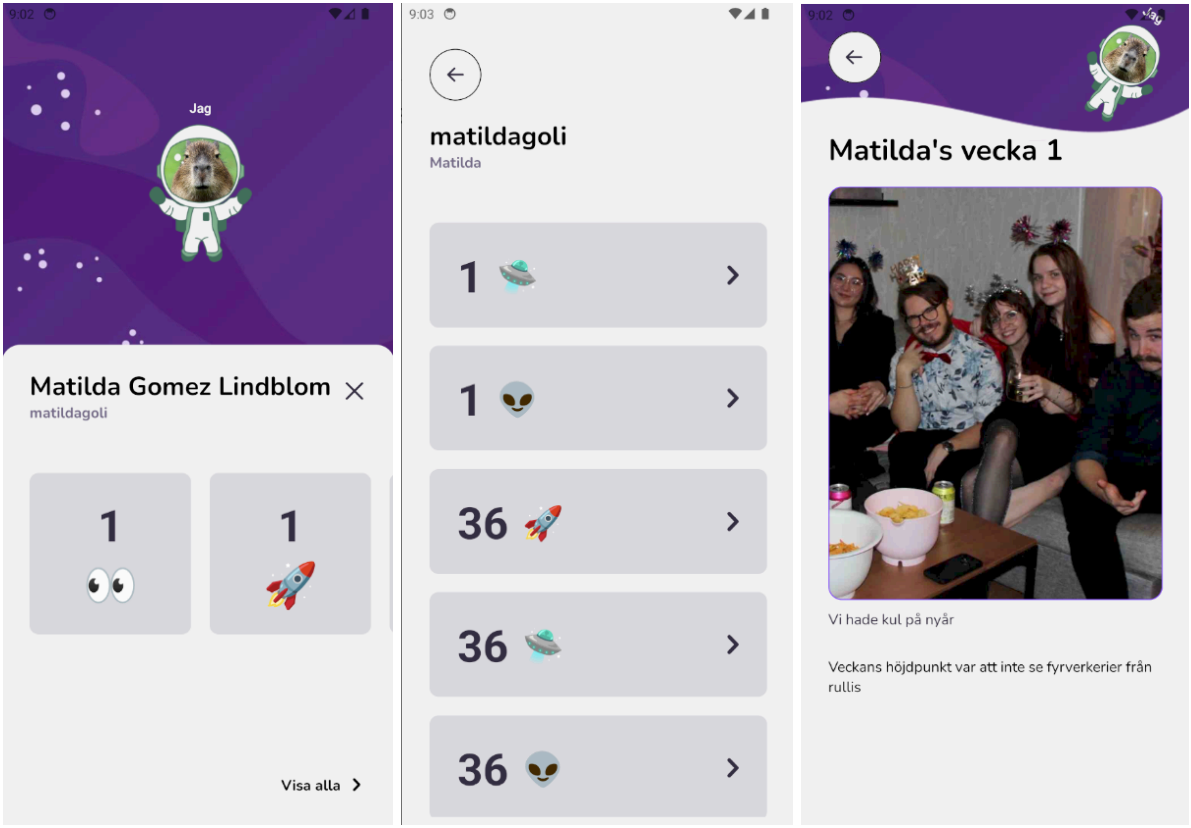 9:02
Jag
Matilda Gomez Lindblom
matildagoli
1
1
Visa alla
9:03
matildagoli
Matilda
1
1
36
36
36
9:02
Jag
Matilda's vecka 1
Vi hade kul på nyår
Veckans höjdpunkt var att inte se fyrverkerier från
rullis